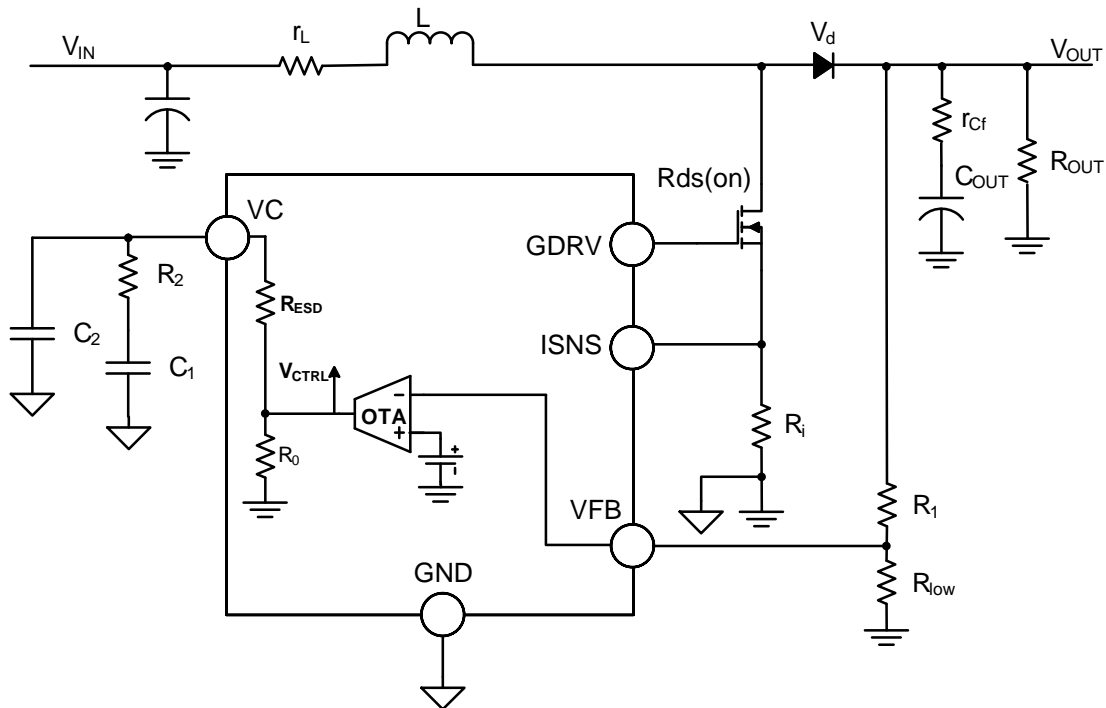 L
r_L
V_d
V_IN
V_OUT
r_Cf
C_OUT
R_OUT
Rds(on)
VC
GDRV
R_2
R_ESD
ISNS
C_2
C_1
V_CTRL
OTA
-
+
+
-
R_0
R_i
VFB
R_1
GND
R_low